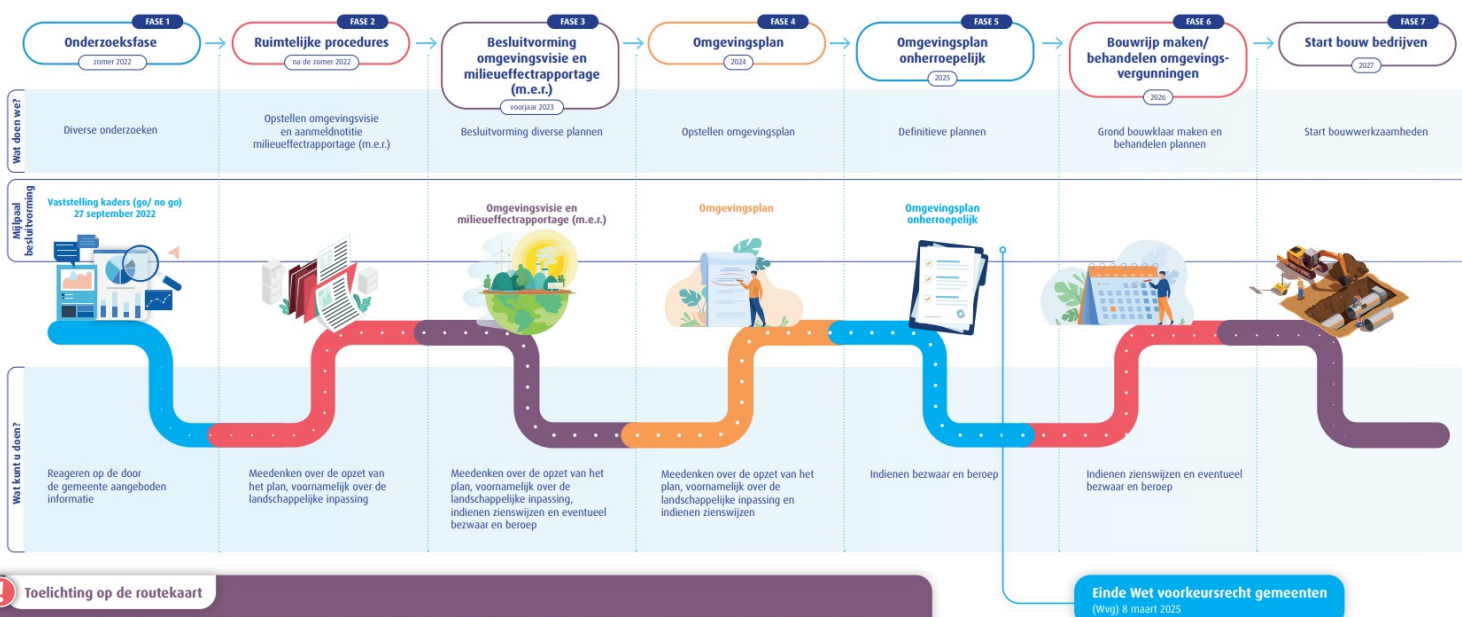 FASE 1
Onderzoeksfase
zomer 2022
FASE 2
Ruimtelijke procedures
na de zomer 2022
FASE 3
Besluitvorming
omgevingsvisie en
milieueffectrapportage
(m.e.r.)
voorjaar 2023
FASE 4
Omgevingsplan
2024
FASE 5
Omgevingsplan
onherroepelijk
2025
FASE 6
Bouwrijp maken/
behandelen omgevings-
vergunningen
2026
FASE 7
Start bouw bedrijven
2027
Wat doen we?
Diverse onderzoeken
Opstellen omgevingsvisie
en aanmeldnotitie
milieueffectrapportage (m.e.r.)
Besluitvorming diverse plannen
Opstellen omgevingsplan
Definitieve plannen
Grond bouwklaar maken en
behandelen plannen
Start bouwwerkzaamheden
Mijlpaal
besluitvorming
Vaststelling kaders (go/ no go)
27 september 2022
Omgevingsvisie en
milieueffectrapportage (m.e.r.)
Omgevingsplan
Omgevingsplan
onherroepelijk
Wat kunt u doen?
Reageren op de door
de gemeente aangeboden
informatie
Meedenken over de opzet van
het plan, voornamelijk over de
landschappelijke inpassing
Meedenken over de opzet van het
plan, voornamelijk over de
landschappelijke inpassing,
indienen zienswijzen en eventueel
bezwaar en beroep
Meedenken over de opzet van het
plan, voornamelijk over de
landschappelijke inpassing en
indienen zienswijzen
Indienen bezwaar en beroep
Indienen zienswijzen en eventueel
bezwaar en beroep
! Toelichting op de routekaart
Einde Wet voorkeursrecht gemeenten
(Wvg) 8 maart 2025